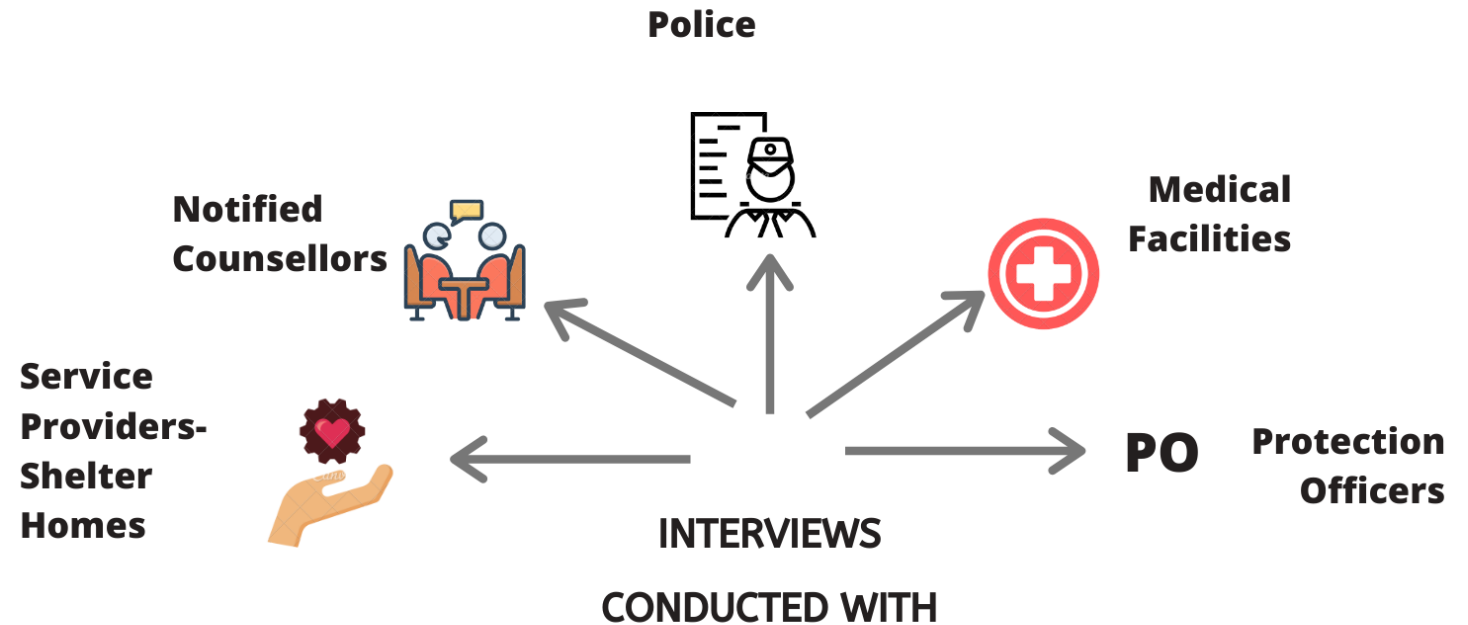 Police
Notified
Counsellors
Medical
Facilities
Service
Providers-
Shelter
Homes
PO
Protection
Officers
INTERVIEWS
CONDUCTED WITH